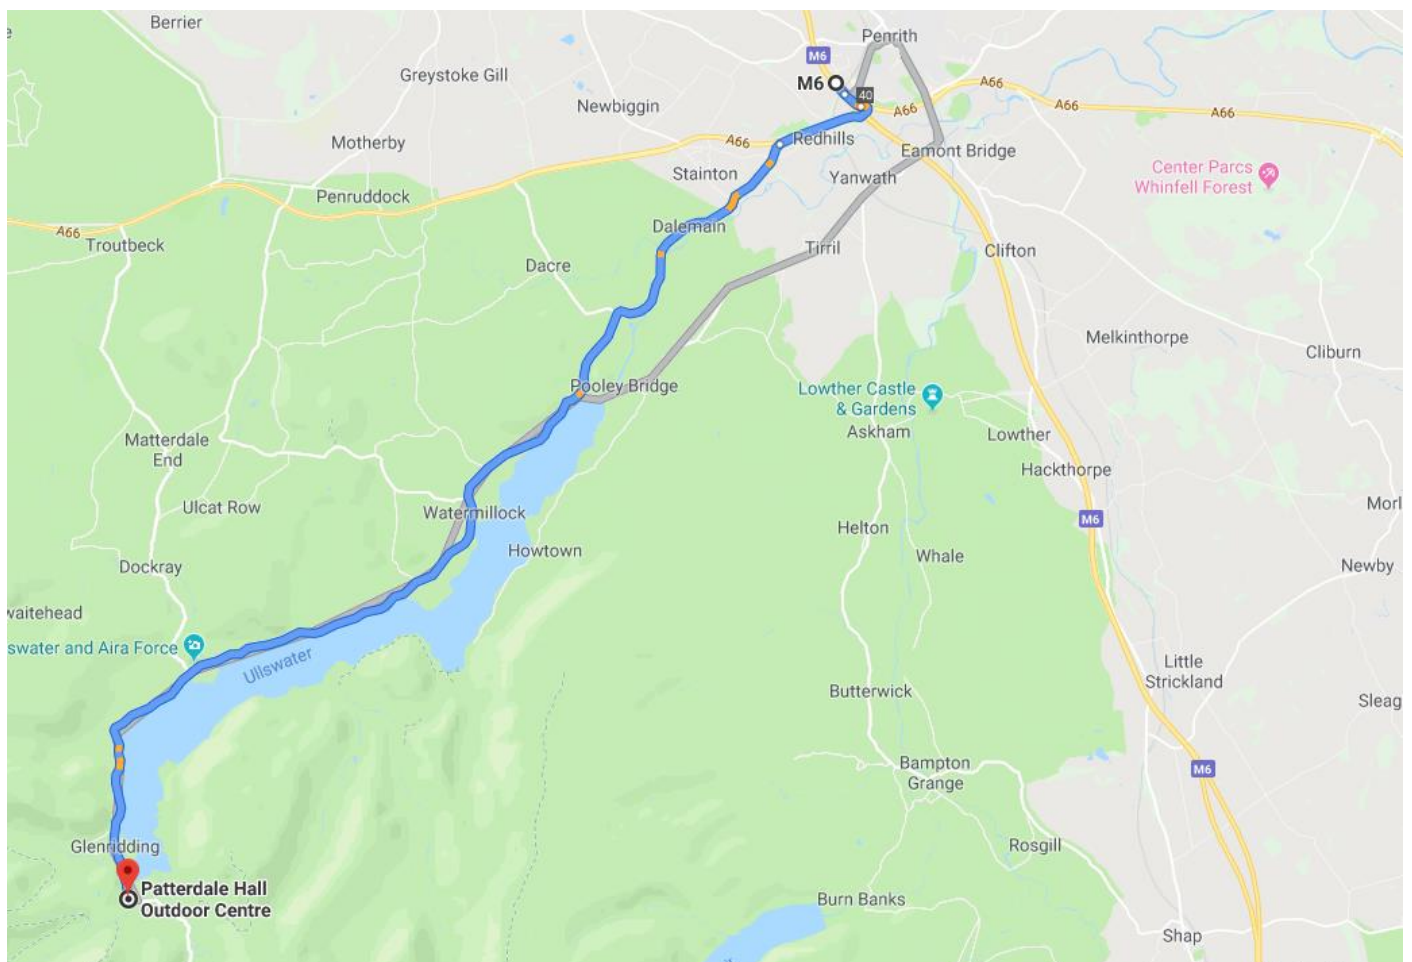 Berrier
Penrith
M6
Greystoke Gill
M6
40
A66
A66
A66
A66
Newbiggin
Motherby
A66
Redhills
Eamont Bridge
Stainton
Yanwath
Center Parcs
Whinfell Forest
Penruddock
Dalemain
A66
Troutbeck
Tirril
Clifton
Dacre
Melkinthorpe
Cliburn
Pooley Bridge
Lowther Castle
& Gardens
Askham
Lowther
Matterdale
End
Hackthorpe
Ulcat Row
Watermillock
M6
Morl
Helton
Howtown
Whale
Dockray
Newby
waitehead
swater and Aira Force
Ullswater
Little
Strickland
Butterwick
Sleag
Bampton
Grange
M6
Glenridding
Rosgill
Patterdale Hall
Outdoor Centre
Burn Banks
Shap